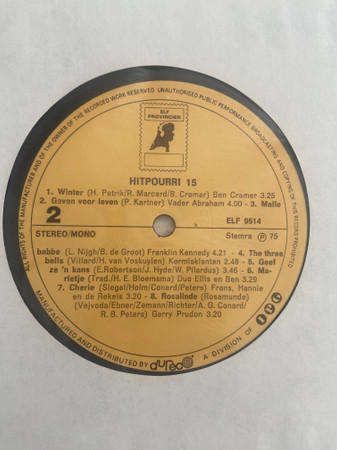 ALL RIGHTS OF THE MANUFACTURER AND OF THE OWNER OF THE RECORDED WORK RESERVED UNAUTHORISED PUBLIC PERFORMANCE BROADCASTING AND COPYING OF THIS RECORD PROHIBITED
ELF
PROVINCIEN
HITPOURRI 15
1. Winter (H. Petrik/R. Marcard/B. Cramer) Ben Cramer 3.25
2. Gaven voor leven (P. Kartner) Vader Abraham 4.00 - 3. Malle
2
ELF 9514
STEREO/MONO
Stemra Ⓟ 75
babbe (L. Nijgh/B. de Groot) Franklin Kennedy 4.21 - 4. The three
bells (Villard/H. van Voskuylen) Kermisklanten 2.48 - 5. Geef
ze 'n kans (E.Robertson/J. Hyde/W. Pilardus) 3.46 - 6. Ma-
rietje (Trad./H. E. Bloemsma) Duo Ellis en Ben 3.29
7. Cherie (Siegel/Holm/Conard/Peters) Frans, Hannie
en de Rekels 3.20 - 8. Rosalinde (Rosamunde)
(Vejvoda/Ebner/Zemann/Richter/A. G. Conard/
R. B. Peters) Gerry Prudon 3.20
MANUFACTURED AND DISTRIBUTED BY dureco A DIVISION OF